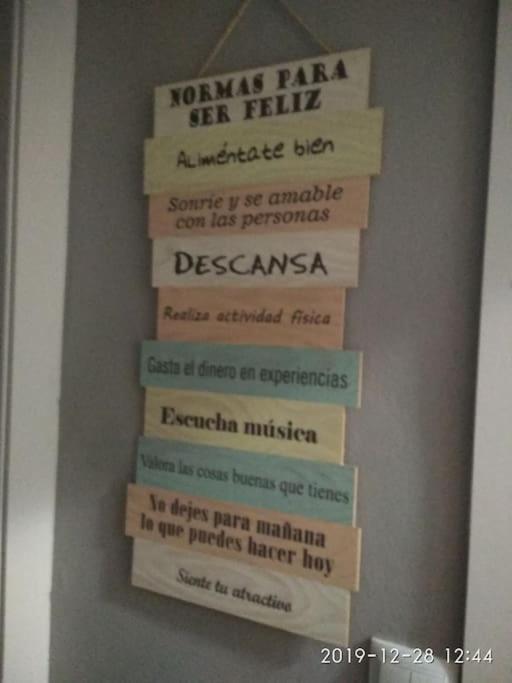 NORMAS PARA
SER FELIZ
Aliméntate bien
Sonríe y se amable
con las personas
DESCANSA
Realiza actividad física
Gasta el dinero en experiencias
Escucha música
Valora las cosas buenas que tienes
No dejes para mañana
lo que puedes hacer hoy
Siente tu atractivo
2019-12-28 12:44